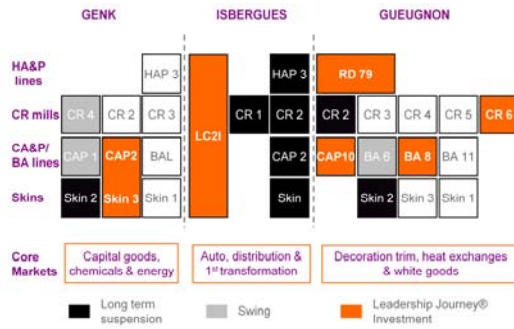 GENK ISBERGUES GUEUGNON
HA&P lines HAP 3 HAP 3 RD 79
CR mills CR 4 CR 2 CR 3 LC2I CR 1 CR 2 CR 2 CR 3 CR 4 CR 5 CR 6
CA&P/ BA lines CAP 1 CAP2 BAL CAP 2 CAP10 BA 6 BA 8 BA 11
Skins Skin 2 Skin 3 Skin 1 Skin Skin 2 Skin 3 Skin 1
Core Markets
Capital goods, chemicals & energy
Auto, distribution & 1st transformation
Decoration trim, heat exchanges & white goods
Long term suspension
Swing
Leadership Journey® Investment